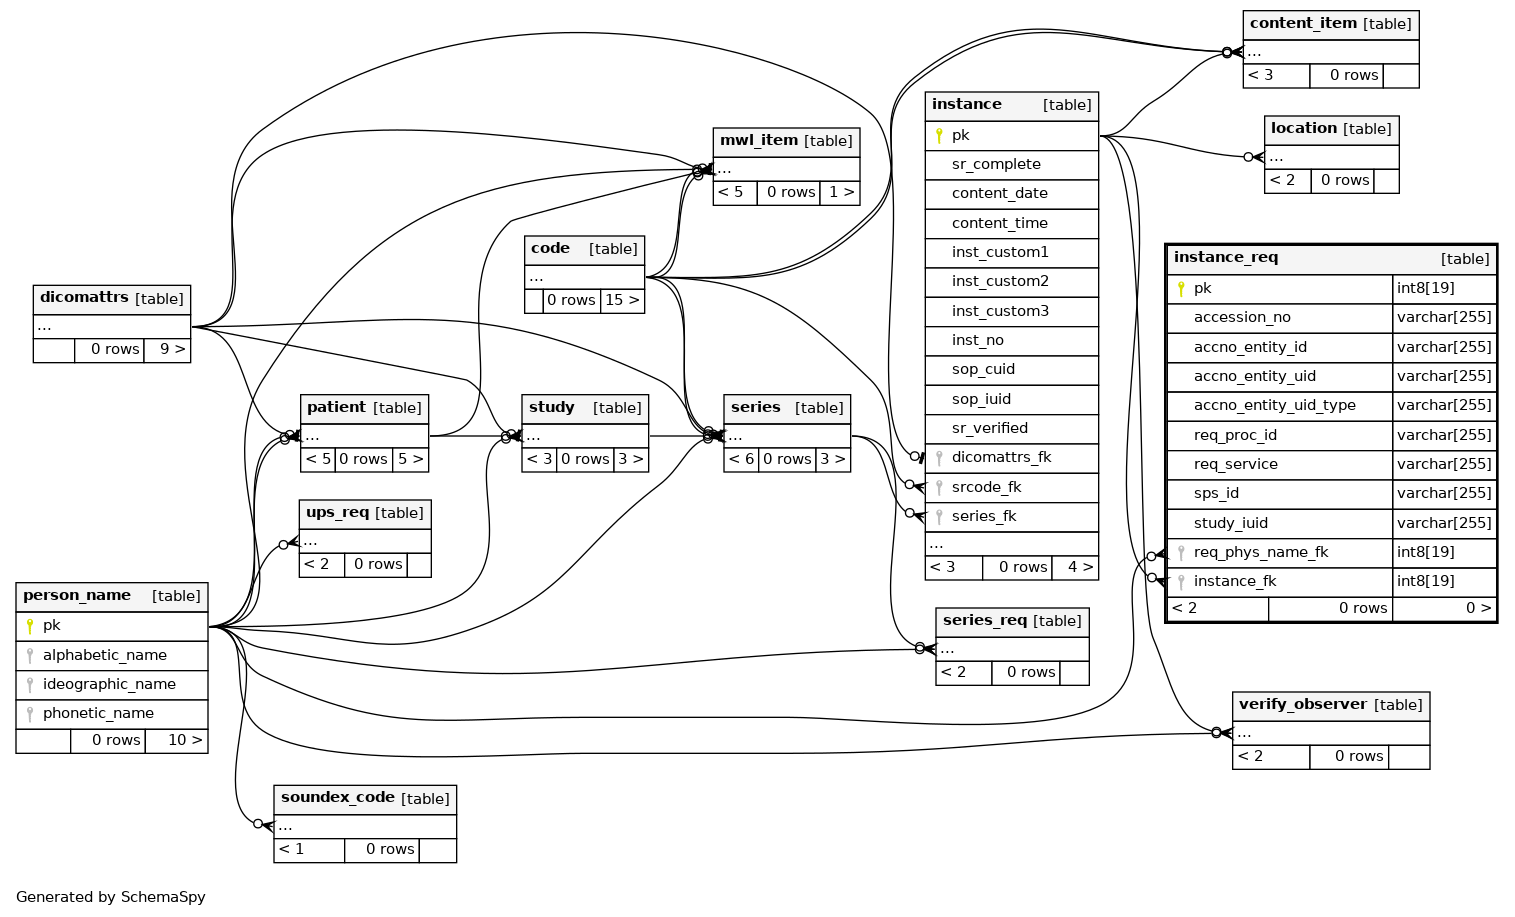 content_item [table]
...
< 3 0 rows
instance [table]
pk
sr_complete
content_date
content_time
inst_custom1
inst_custom2
inst_custom3
inst_no
sop_cuid
sop_iuid
sr_verified
dicomattrs_fk
srcode_fk
series_fk
...
< 3 0 rows 4 >
location [table]
...
< 2 0 rows
mwl_item [table]
...
< 5 0 rows 1 >
code [table]
...
0 rows 15 >
instance_req [table]
pk int8[19]
accession_no varchar[255]
accno_entity_id varchar[255]
accno_entity_uid varchar[255]
accno_entity_uid_type varchar[255]
req_proc_id varchar[255]
req_service varchar[255]
sps_id varchar[255]
study_iuid varchar[255]
req_phys_name_fk int8[19]
instance_fk int8[19]
< 2 0 rows 0 >
dicomattrs [table]
...
0 rows 9 >
patient [table]
...
< 5 0 rows 5 >
study [table]
...
< 3 0 rows 3 >
series [table]
...
< 6 0 rows 3 >
ups_req [table]
...
< 2 0 rows
person_name [table]
pk
alphabetic_name
ideographic_name
phonetic_name
0 rows 10 >
series_req [table]
...
< 2 0 rows
verify_observer [table]
...
< 2 0 rows
soundex_code [table]
...
< 1 0 rows
Generated by SchemaSpy